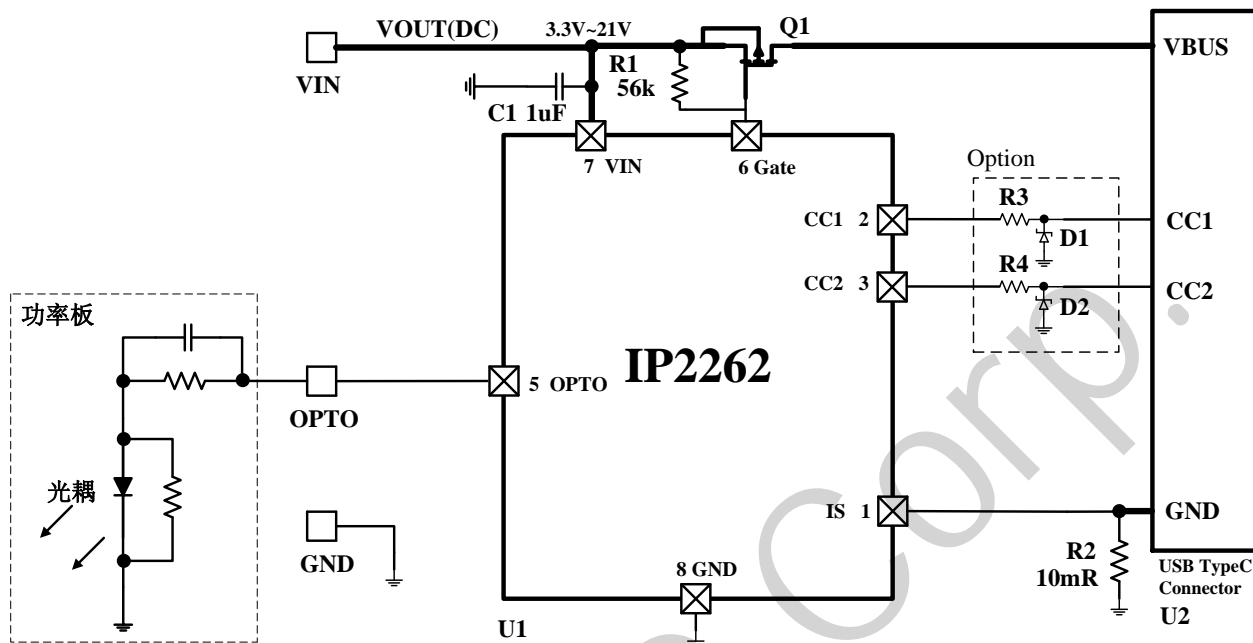 VOUT(DC)
3.3V~21V
Q1
VIN
VBUS
R1
56k
C1 1uF
7 VIN
6 Gate
Option
R3
CC1 2
D1
CC1
R4
CC2 3
D2
CC2
功率板
IP2262
5 OPTO
OPTO
光耦
IS 1
GND
GND
R2
10mR
8 GND
USB TypeC
Connector
U1
U2
Corp.